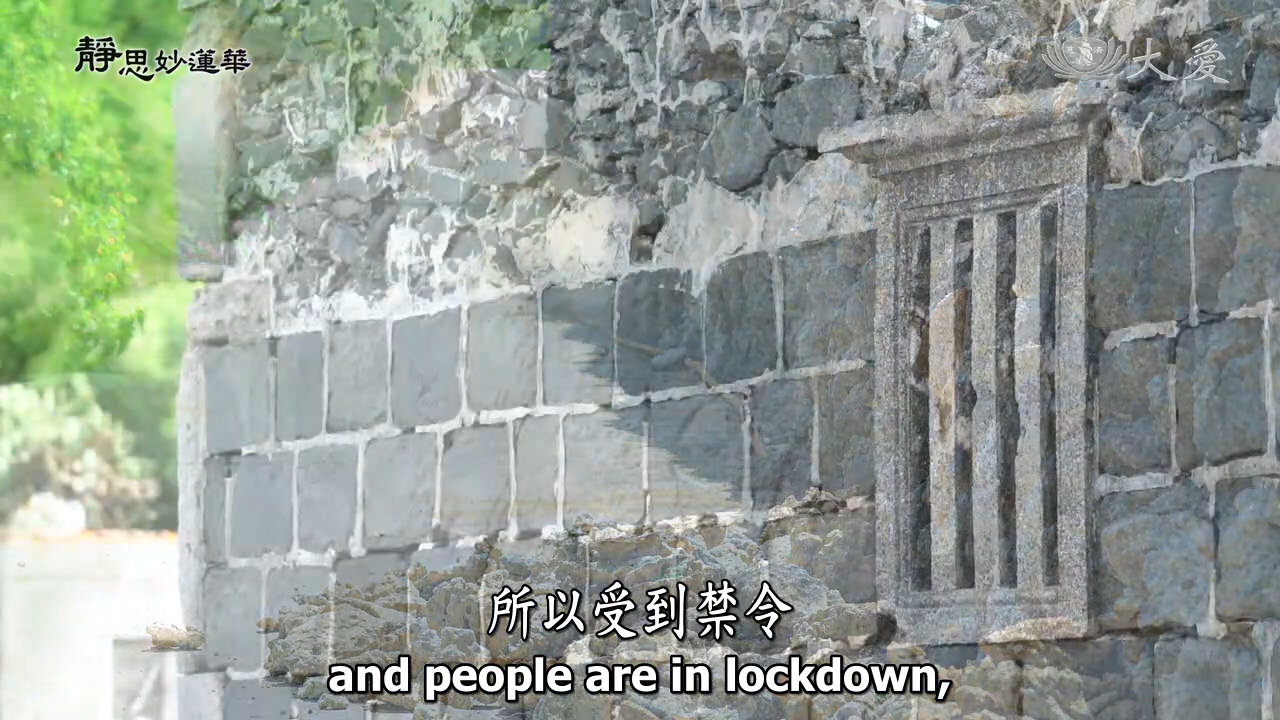 靜思妙蓮華
大愛
所以受到禁令
and people are in lockdown,